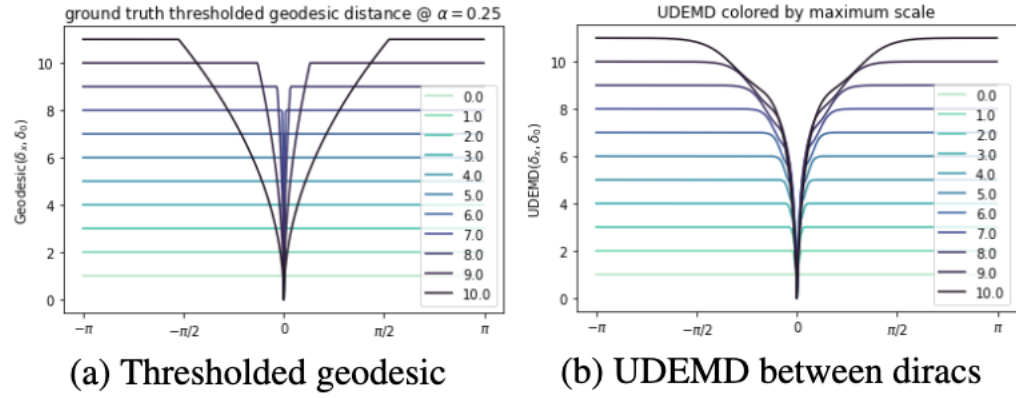 ground truth thresholded geodesic distance @ α = 0.25
Geodesic(δₓ, δ₀)
10
8
6
4
2
0
0.0
1.0
2.0
3.0
4.0
5.0
6.0
7.0
8.0
9.0
10.0
−π
−π/2
0
π/2
π
(a) Thresholded geodesic
UDEMD colored by maximum scale
UDEMD(δₓ, δ₀)
10
8
6
4
2
0
0.0
1.0
2.0
3.0
4.0
5.0
6.0
7.0
8.0
9.0
10.0
−π
−π/2
0
π/2
π
(b) UDEMD between diracs